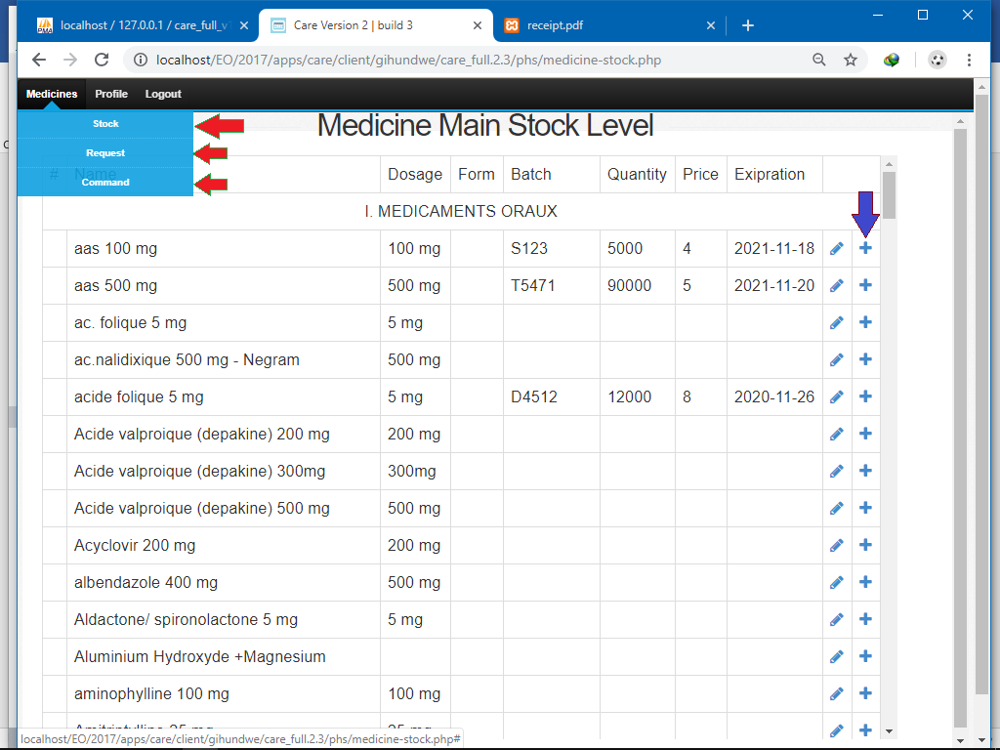 localhost / 127.0.0.1 / care_full_v
Care Version 2 | build 3
receipt.pdf
localhost/EO/2017/apps/care/client/gihundwe/care_full.2.3/phs/medicine-stock.php
Medicines Profile Logout
Stock
Request
Command
Medicine Main Stock Level
# Name Dosage Form Batch Quantity Price Exipration
I. MEDICAMENTS ORAUX
aas 100 mg 100 mg S123 5000 4 2021-11-18
aas 500 mg 500 mg T5471 90000 5 2021-11-20
ac. folique 5 mg 5 mg
ac.nalidixique 500 mg - Negram 500 mg
acide folique 5 mg 5 mg D4512 12000 8 2020-11-26
Acide valproique (depakine) 200 mg 200 mg
Acide valproique (depakine) 300mg 300mg
Acide valproique (depakine) 500 mg 500 mg
Acyclovir 200 mg 200 mg
albendazole 400 mg 500 mg
Aldactone/ spironolactone 5 mg 5 mg
Aluminium Hydroxyde +Magnesium
aminophylline 100 mg 100 mg
Amitriptylline 25 mg 25 mg
localhost/EO/2017/apps/care/client/gihundwe/care_full.2.3/phs/medicine-stock.php#